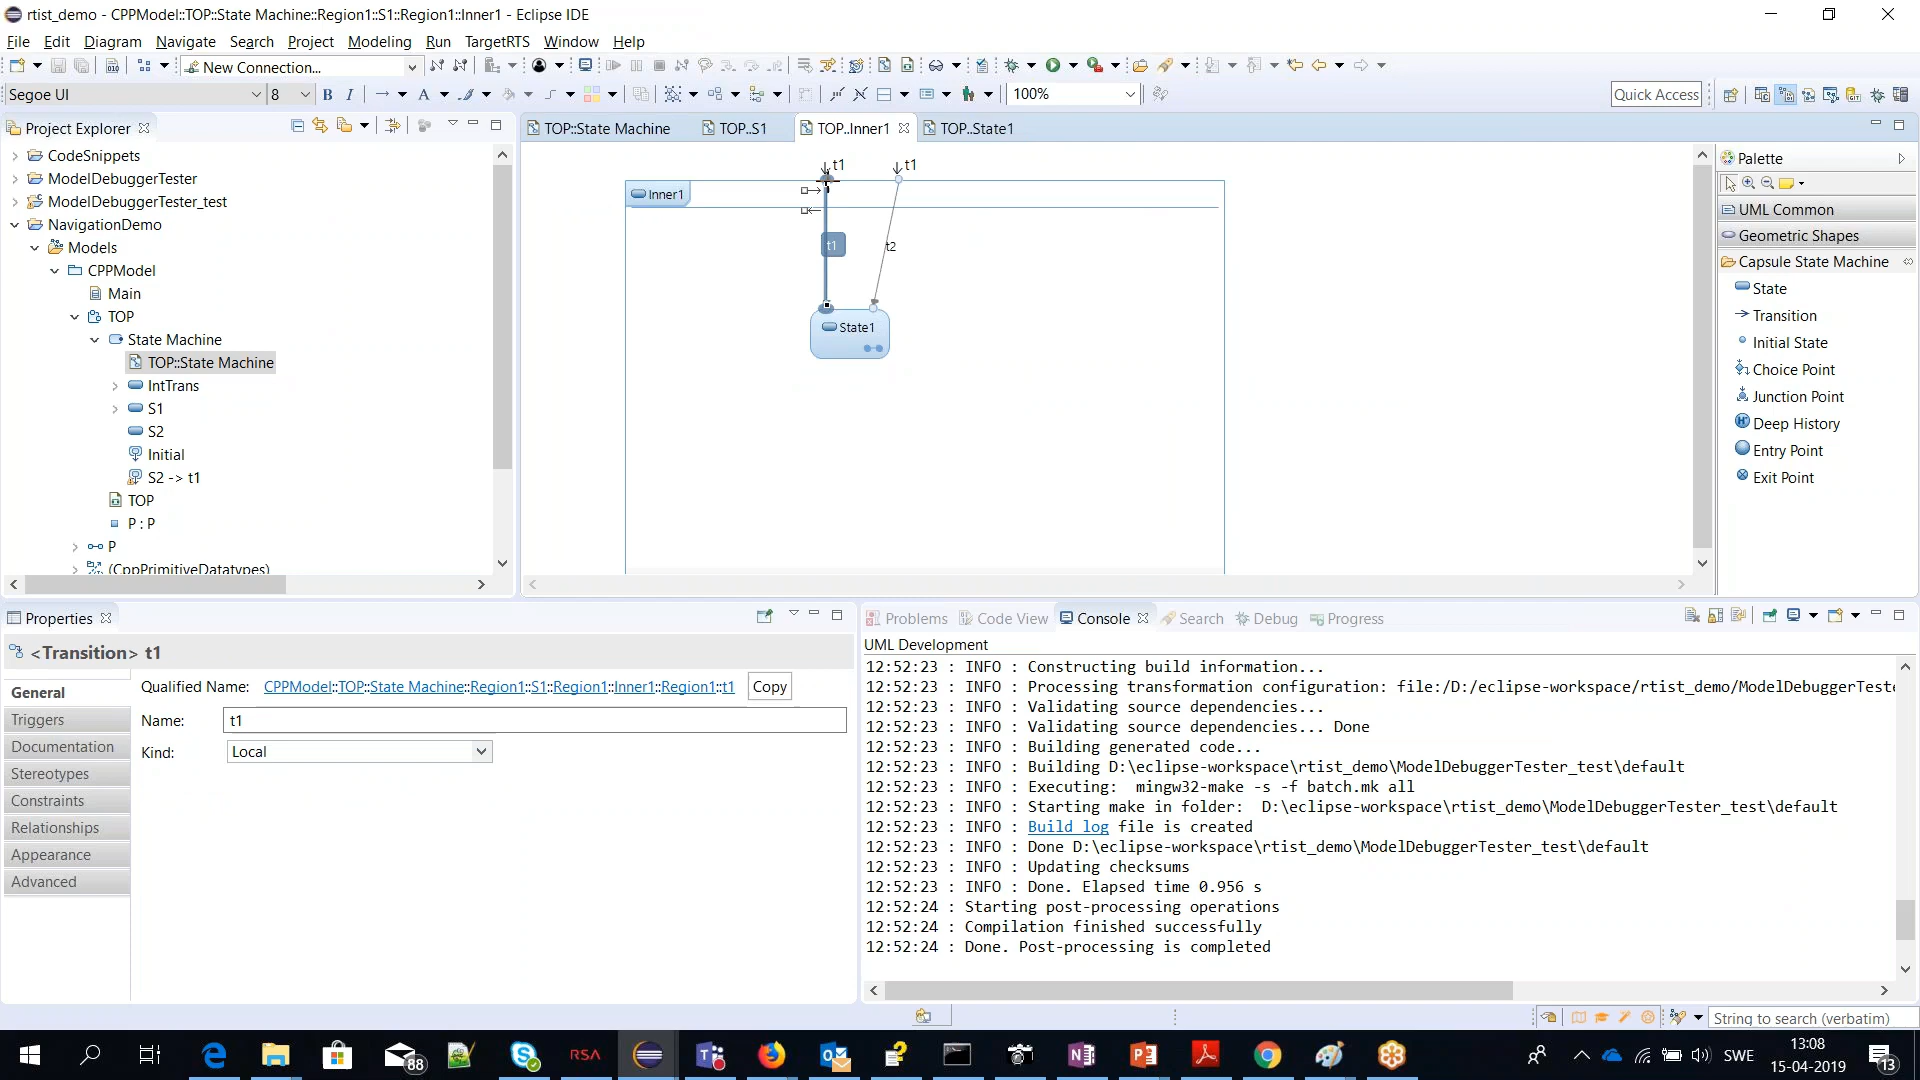 rtist_demo - CPPModel::TOP::State Machine::Region1::S1::Region1::Inner1 - Eclipse IDE
File Edit Diagram Navigate Search Project Modeling Run TargetRTS Window Help
New Connection...
Segoe UI 8 B I A 100% Quick Access
Project Explorer
CodeSnippets
ModelDebuggerTester
ModelDebuggerTester_test
NavigationDemo
Models
CPPModel
Main
TOP
State Machine
TOP::State Machine
IntTrans
S1
S2
Initial
S2 -> t1
TOP
P : P
P
(CppPrimitiveDatatypes)
TOP::State Machine TOP..S1 TOP..Inner1 TOP..State1
t1 t1
Inner1
t1 t2
State1
Palette
UML Common
Geometric Shapes
Capsule State Machine
State
Transition
Initial State
Choice Point
Junction Point
Deep History
Entry Point
Exit Point
Properties
<Transition> t1
General
Triggers
Documentation
Stereotypes
Constraints
Relationships
Appearance
Advanced
Qualified Name: CPPModel::TOP::State Machine::Region1::S1::Region1::Inner1::Region1::t1 Copy
Name: t1
Kind: Local
Problems Code View Console Search Debug Progress
UML Development
12:52:23 : INFO : Constructing build information...
12:52:23 : INFO : Processing transformation configuration: file:/D:/eclipse-workspace/rtist_demo/ModelDebuggerTeste
12:52:23 : INFO : Validating source dependencies...
12:52:23 : INFO : Validating source dependencies... Done
12:52:23 : INFO : Building generated code...
12:52:23 : INFO : Building D:\eclipse-workspace\rtist_demo\ModelDebuggerTester_test\default
12:52:23 : INFO : Executing: mingw32-make -s -f batch.mk all
12:52:23 : INFO : Starting make in folder: D:\eclipse-workspace\rtist_demo\ModelDebuggerTester_test\default
12:52:23 : INFO : Build log file is created
12:52:23 : INFO : Done D:\eclipse-workspace\rtist_demo\ModelDebuggerTester_test\default
12:52:23 : INFO : Updating checksums
12:52:23 : INFO : Done. Elapsed time 0.956 s
12:52:24 : Starting post-processing operations
12:52:24 : Compilation finished successfully
12:52:24 : Done. Post-processing is completed
String to search (verbatim)
88 RSA SWE 13:08
15-04-2019 13